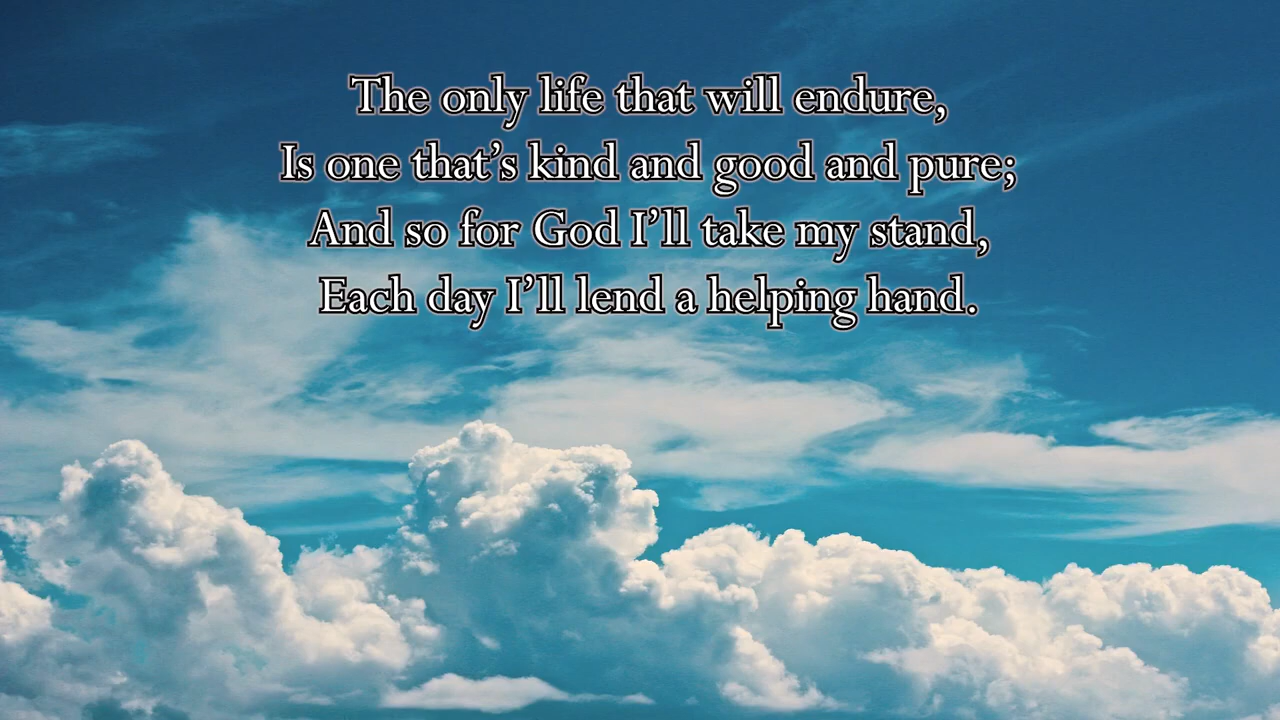 The only life that will endure,
Is one that’s kind and good and pure;
And so for God I’ll take my stand,
Each day I’ll lend a helping hand.